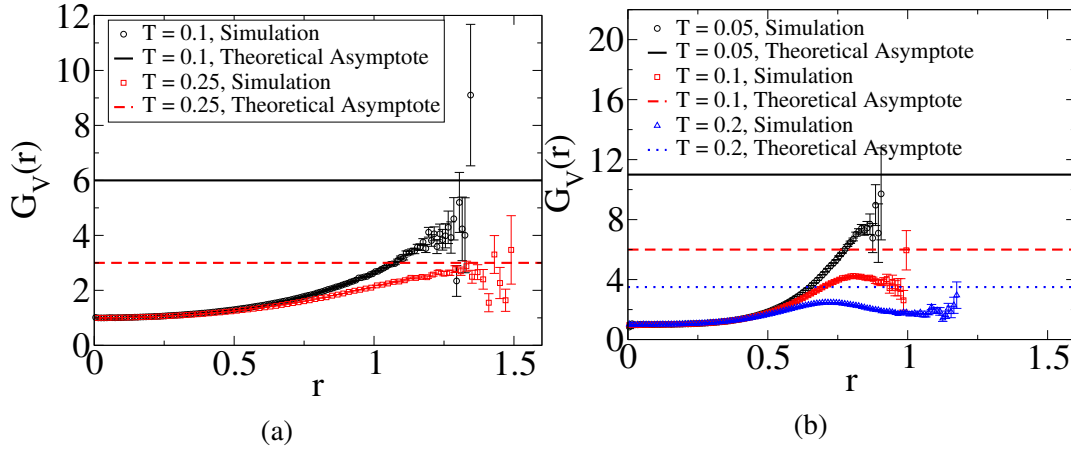 12
10
8
6
4
2
0
G_V(r)
T = 0.1, Simulation
T = 0.1, Theoretical Asymptote
T = 0.25, Simulation
T = 0.25, Theoretical Asymptote
0 0.5 1 1.5
r
(a)
20
16
12
8
4
0
G_V(r)
T = 0.05, Simulation
T = 0.05, Theoretical Asymptote
T = 0.1, Simulation
T = 0.1, Theoretical Asymptote
T = 0.2, Simulation
T = 0.2, Theoretical Asymptote
0 0.5 1 1.5
r
(b)